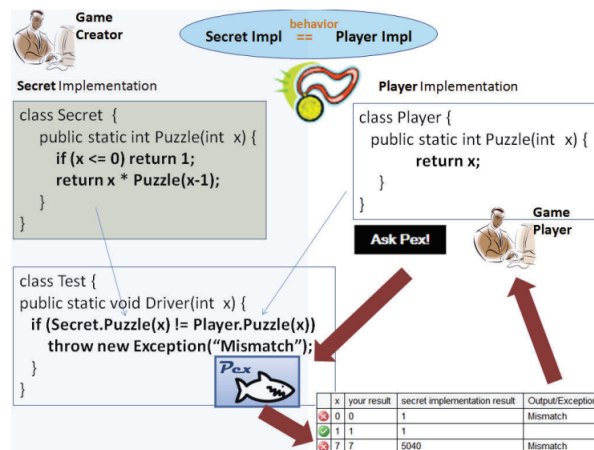 Game
Creator
behavior
Secret Impl == Player Impl
Secret Implementation
class Secret {
public static int Puzzle(int x) {
if (x <= 0) return 1;
return x * Puzzle(x-1);
}
}
Player Implementation
class Player {
public static int Puzzle(int x) {
return x;
}
}
Ask Pex!
Game
Player
class Test {
public static void Driver(int x) {
if (Secret.Puzzle(x) != Player.Puzzle(x))
throw new Exception(“Mismatch”);
}
}
Pex
x your result secret implementation result Output/Exception
0 0 1 Mismatch
1 1 1
7 7 5040 Mismatch